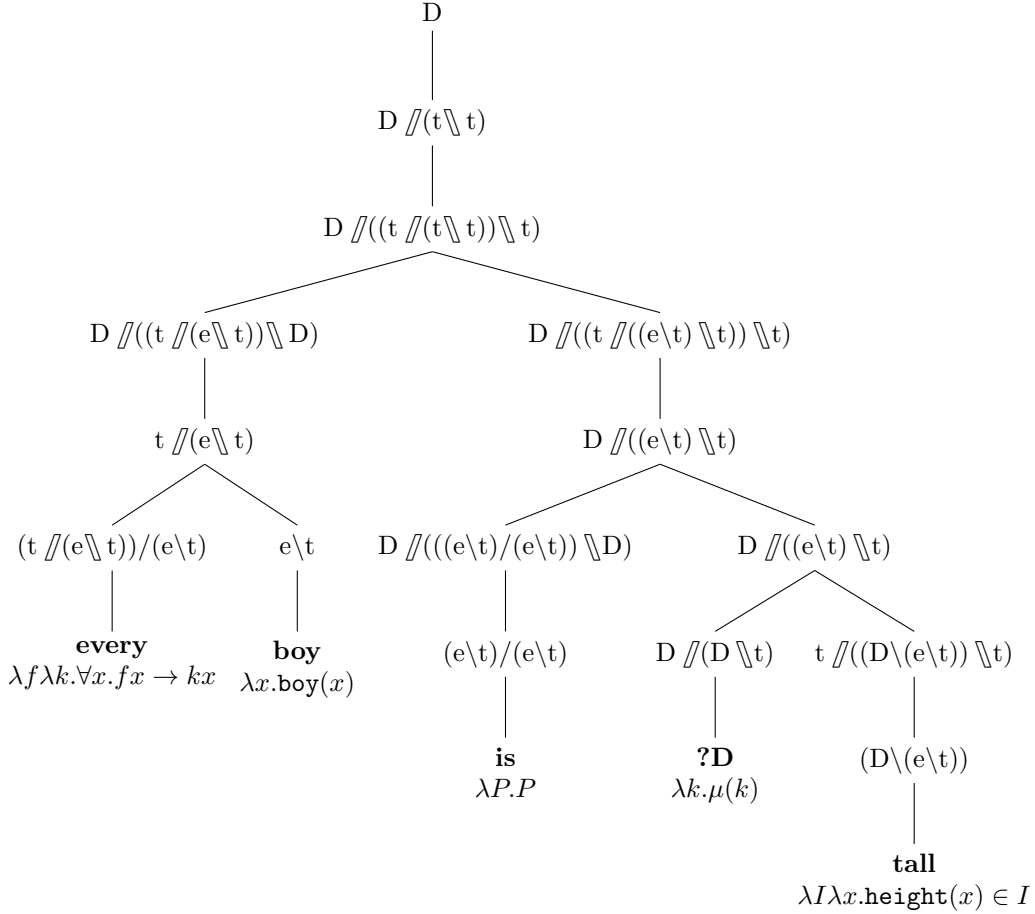 D
D ⫽(t⑊ t)
D ⫽((t ⫽(t⑊ t))⑊ t)
D ⫽((t ⫽(e⑊ t))⑊ D) D ⫽((t ⫽((e\t) ⑊t)) ⑊t)
t ⫽(e⑊ t) D ⫽((e\t) ⑊t)
(t ⫽(e⑊ t))/(e\t) e\t D ⫽(((e\t)/(e\t)) ⑊D) D ⫽((e\t) ⑊t)
every boy (e\t)/(e\t) D ⫽(D ⑊t) t ⫽((D\(e\t)) ⑊t)
λfλk.∀x.fx → kx λx.boy(x)
is ?D (D\(e\t))
λP.P λk.μ(k)
tall
λIλx.height(x) ∈ I